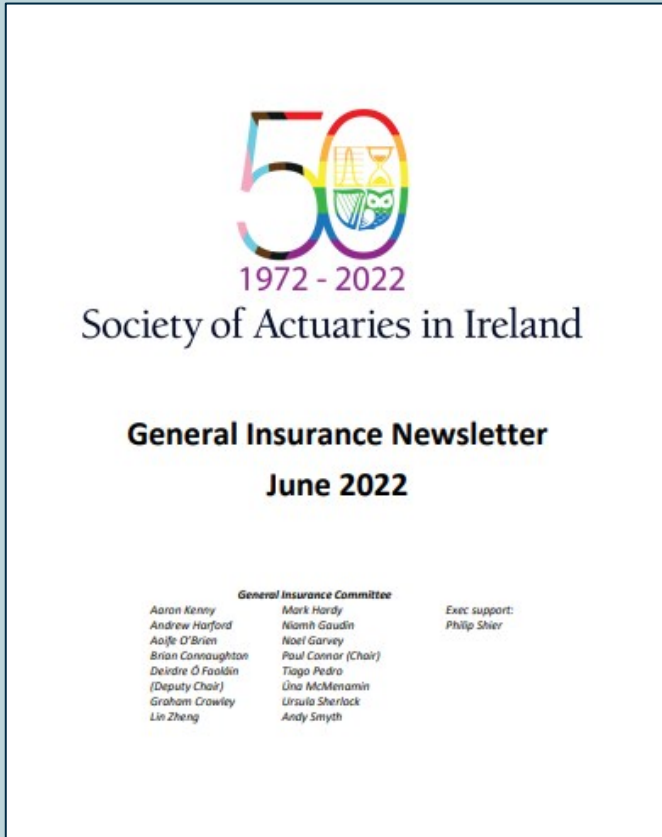 50
1972 - 2022
Society of Actuaries in Ireland
General Insurance Newsletter
June 2022
General Insurance Committee
Aaron Kenny
Andrew Harford
Aoife O'Brien
Brian Connaughton
Deirdre Ó Faoláin
(Deputy Chair)
Graham Crowley
Lin Zheng
Mark Hardy
Niamh Gaudin
Noel Garvey
Paul Connor (Chair)
Tiago Pedro
Úna McMenamin
Ursula Sherlock
Andy Smyth
Exec support:
Philip Shier